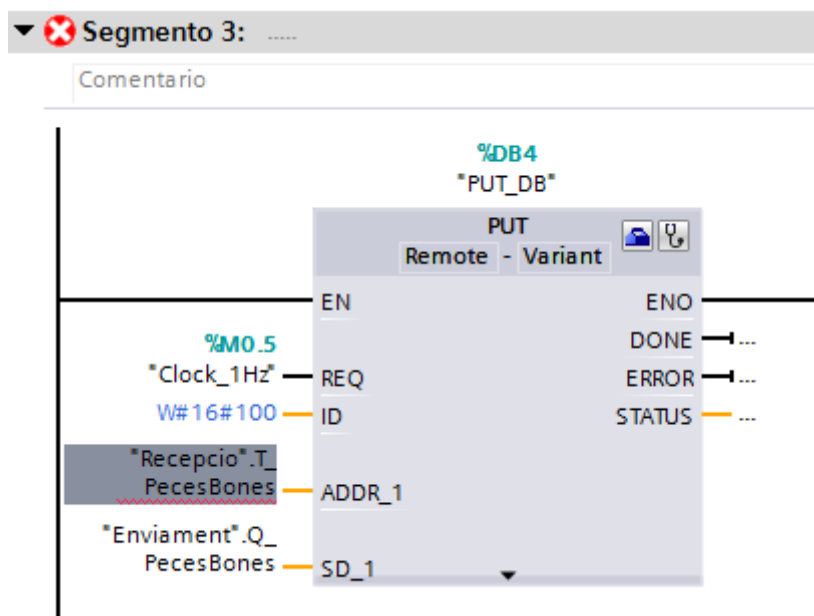 Segmento 3: .....
Comentario
%DB4
"PUT_DB"
PUT
Remote - Variant
EN ENO
%M0.5
"Clock_1Hz" REQ
DONE ...
ERROR ...
W#16#100 ID
STATUS ...
"Recepcio".T_
PecesBones ADDR_1
"Enviament".Q_
PecesBones SD_1